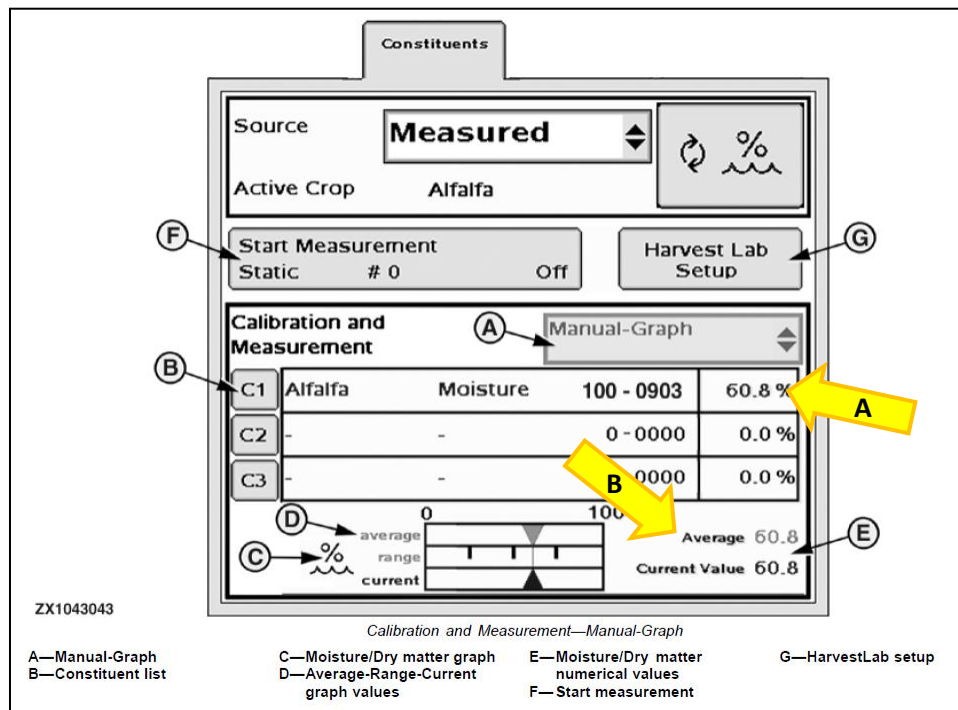 Constituents
Source Measured
Active Crop Alfalfa
F
Start Measurement
Static # 0 Off
Harvest Lab
Setup
G
Calibration and
Measurement
A
Manual-Graph
B
C1 Alfalfa Moisture 100 - 0903 60.8 %
A
C2 - - 0 - 0000 0.0 %
C3 - - 0000 0.0 %
B
0 100
D average
range
current
C %
Average 60.8
Current Value 60.8
E
ZX1043043
Calibration and Measurement—Manual-Graph
A—Manual-Graph
B—Constituent list
C—Moisture/Dry matter graph
D—Average-Range-Current
graph values
E—Moisture/Dry matter
numerical values
F—Start measurement
G—HarvestLab setup